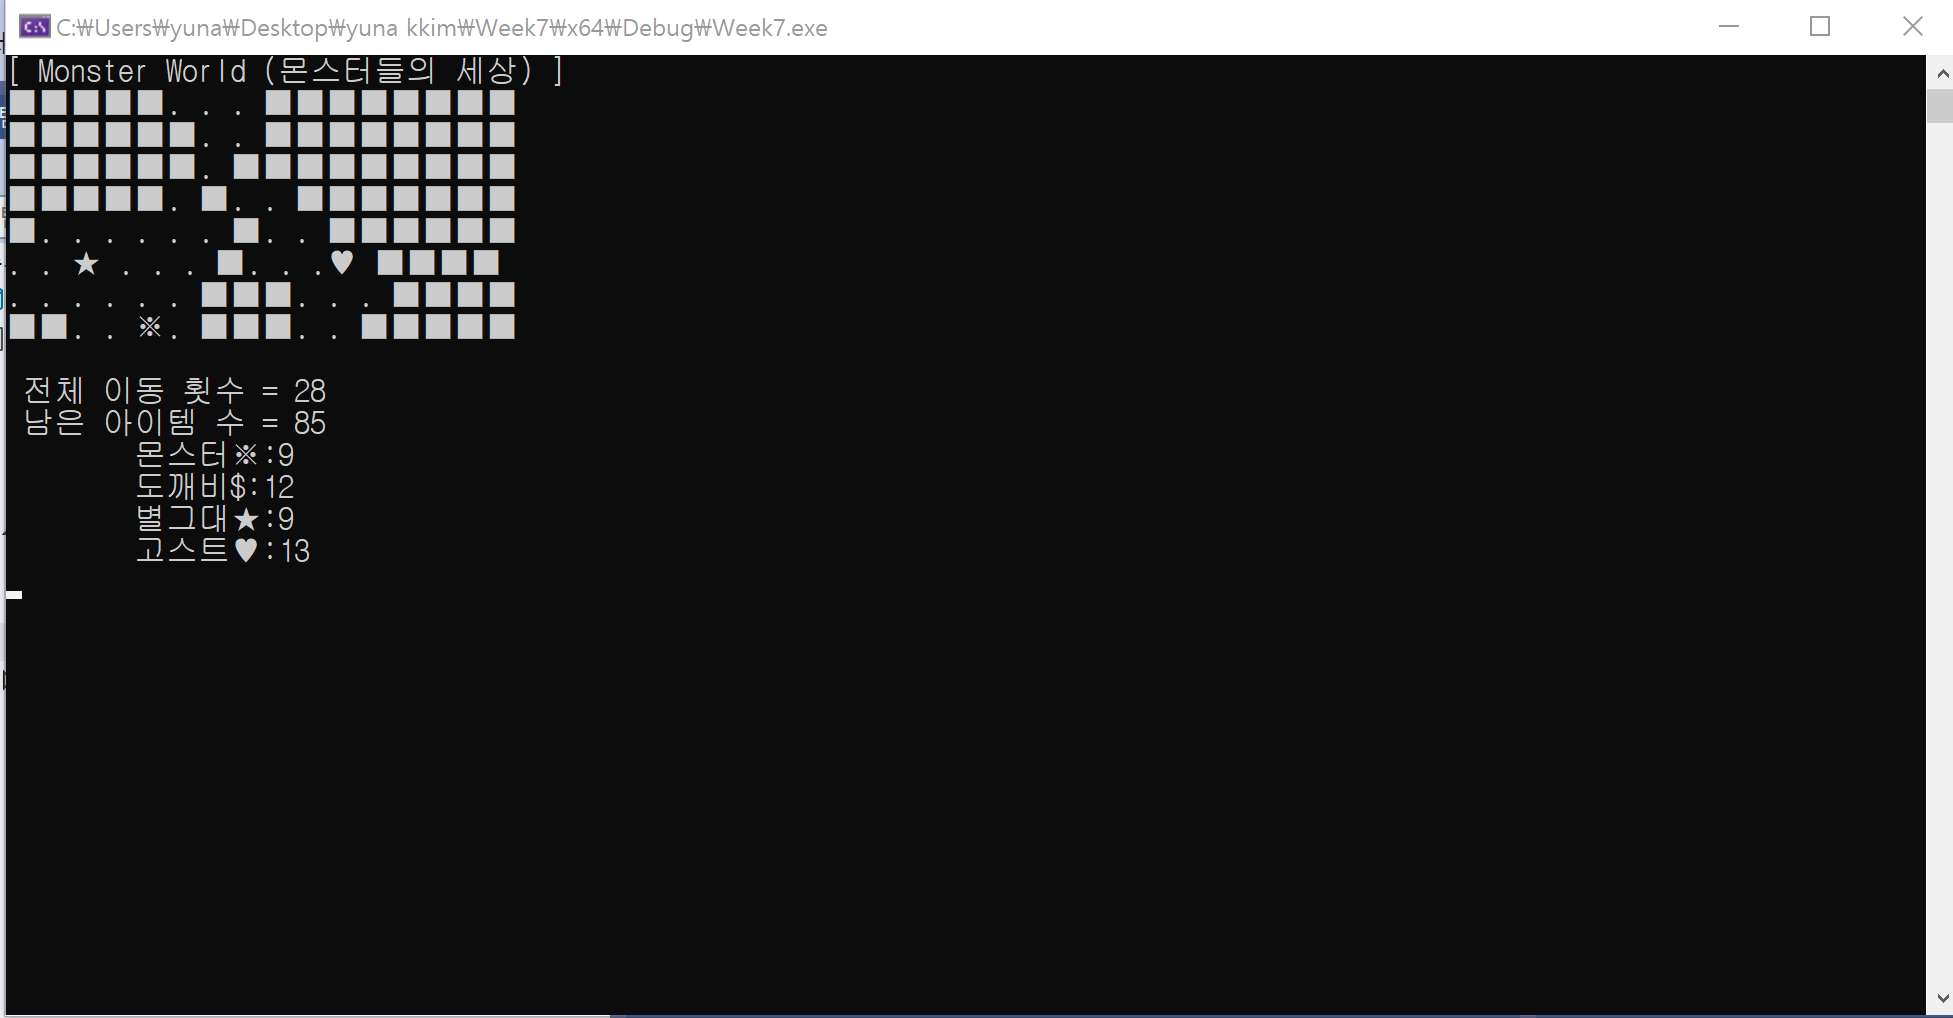 C:₩Users₩yuna₩Desktop₩yuna kkim₩Week7₩x64₩Debug₩Week7.exe
[ Monster World (몬스터들의 세상) ]
■■■■■. . . ■■■■■■■■
■■■■■■. . ■■■■■■■■
■■■■■■. ■■■■■■■■■
■■■■■. ■. . ■■■■■■■
■. . . . . . ■. . ■■■■■■
. . ★ . . . ■. . .♥ ■■■■
. . . . . . ■■■. . . ■■■■
■■. . ※. ■■■. . ■■■■■
전체 이동 횟수 = 28
남은 아이템 수 = 85
몬스터※:9
도깨비$:12
별그대★:9
고스트♥:13